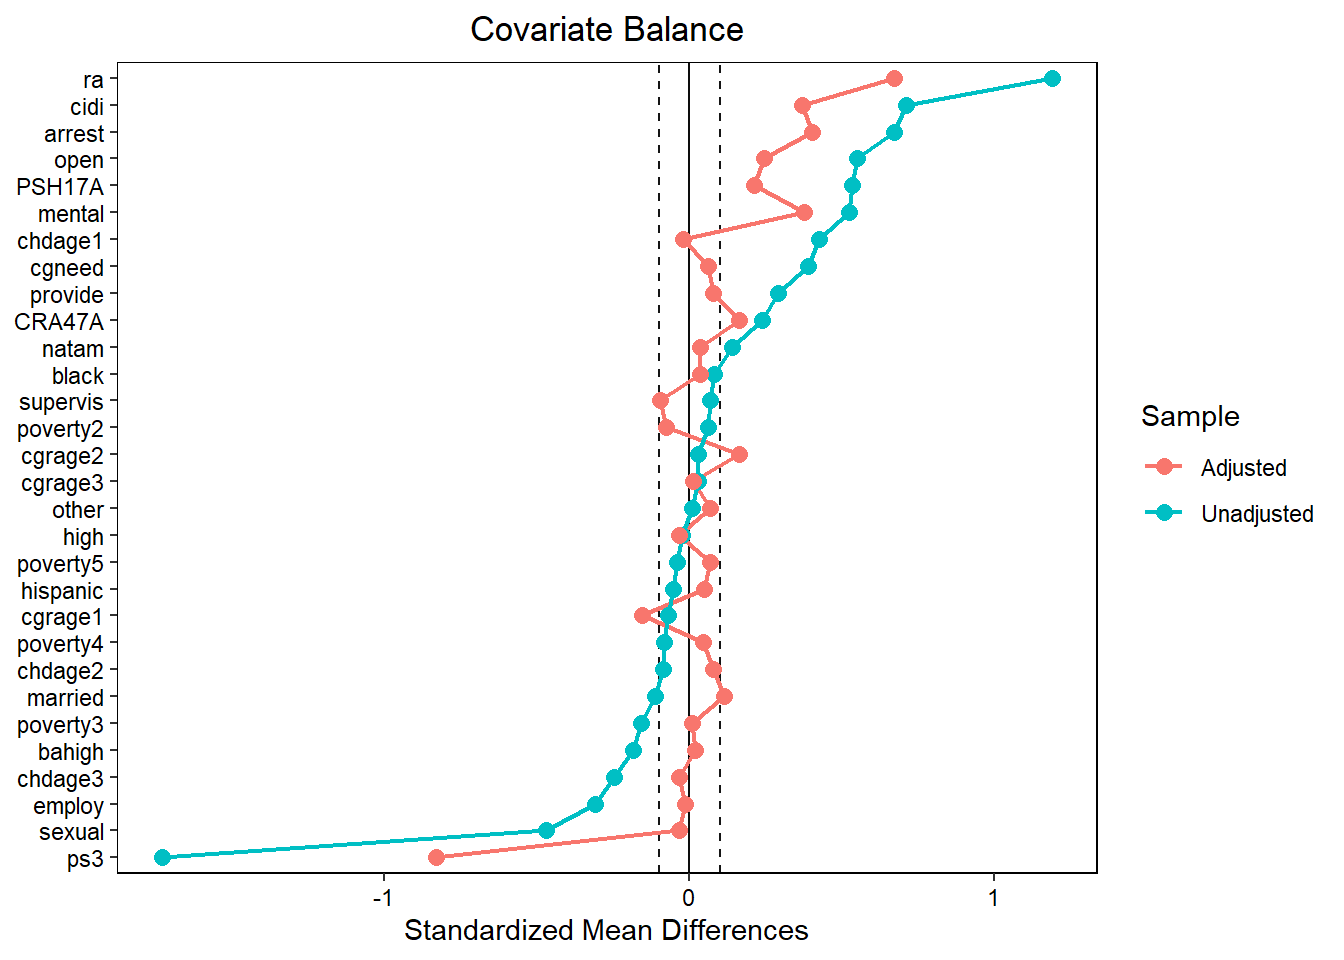 Covariate Balance
ra
cidi
arrest
open
PSH17A
mental
chdage1
cgneed
provide
CRA47A
natam
black
supervis
poverty2
cgrage2
cgrage3
other
high
poverty5
hispanic
cgrage1
poverty4
chdage2
married
poverty3
bahigh
chdage3
employ
sexual
ps3
-1 0 1
Standardized Mean Differences
Sample
Adjusted
Unadjusted